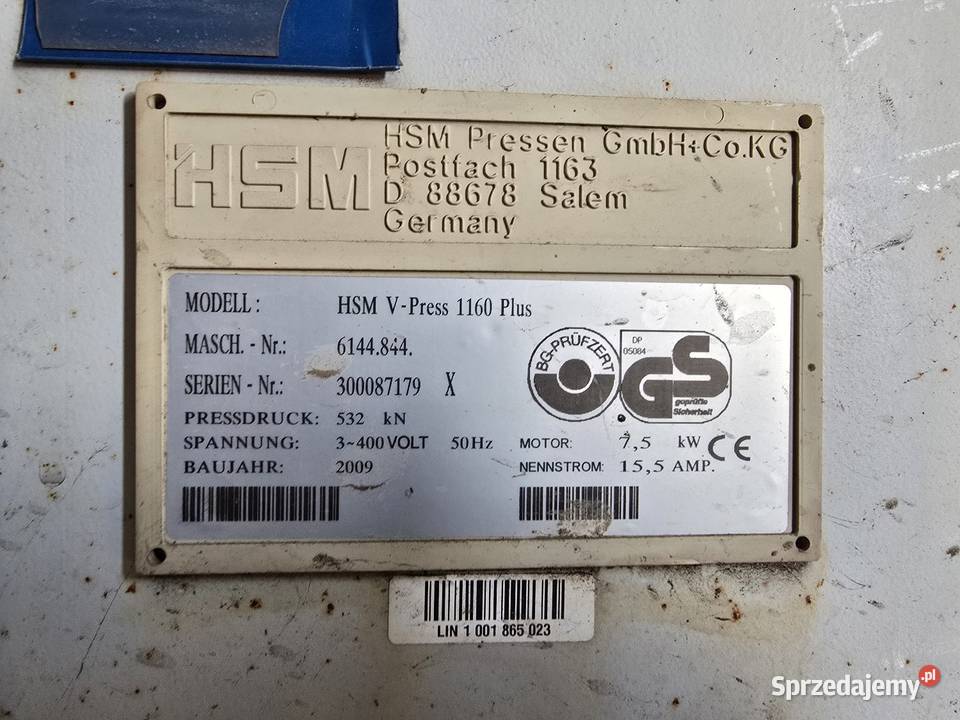 HSM
HSM Pressen GmbH+Co.KG
Postfach 1163
D 88678 Salem
Germany
MODELL: HSM V-Press 1160 Plus
MASCH. - Nr.: 6144.844.
SERIEN - Nr.: 300087179 X
PRESSDRUCK: 532 kN
SPANNUNG: 3~400 VOLT 50Hz MOTOR: 7,5 kW
BAUJAHR: 2009 NENNSTROM: 15,5 AMP.
BG-PRÜFZERT
DP
05084
GS
geprüfte
Sicherheit
CE
LIN 1 001 865 023
Sprzedajemy.pl